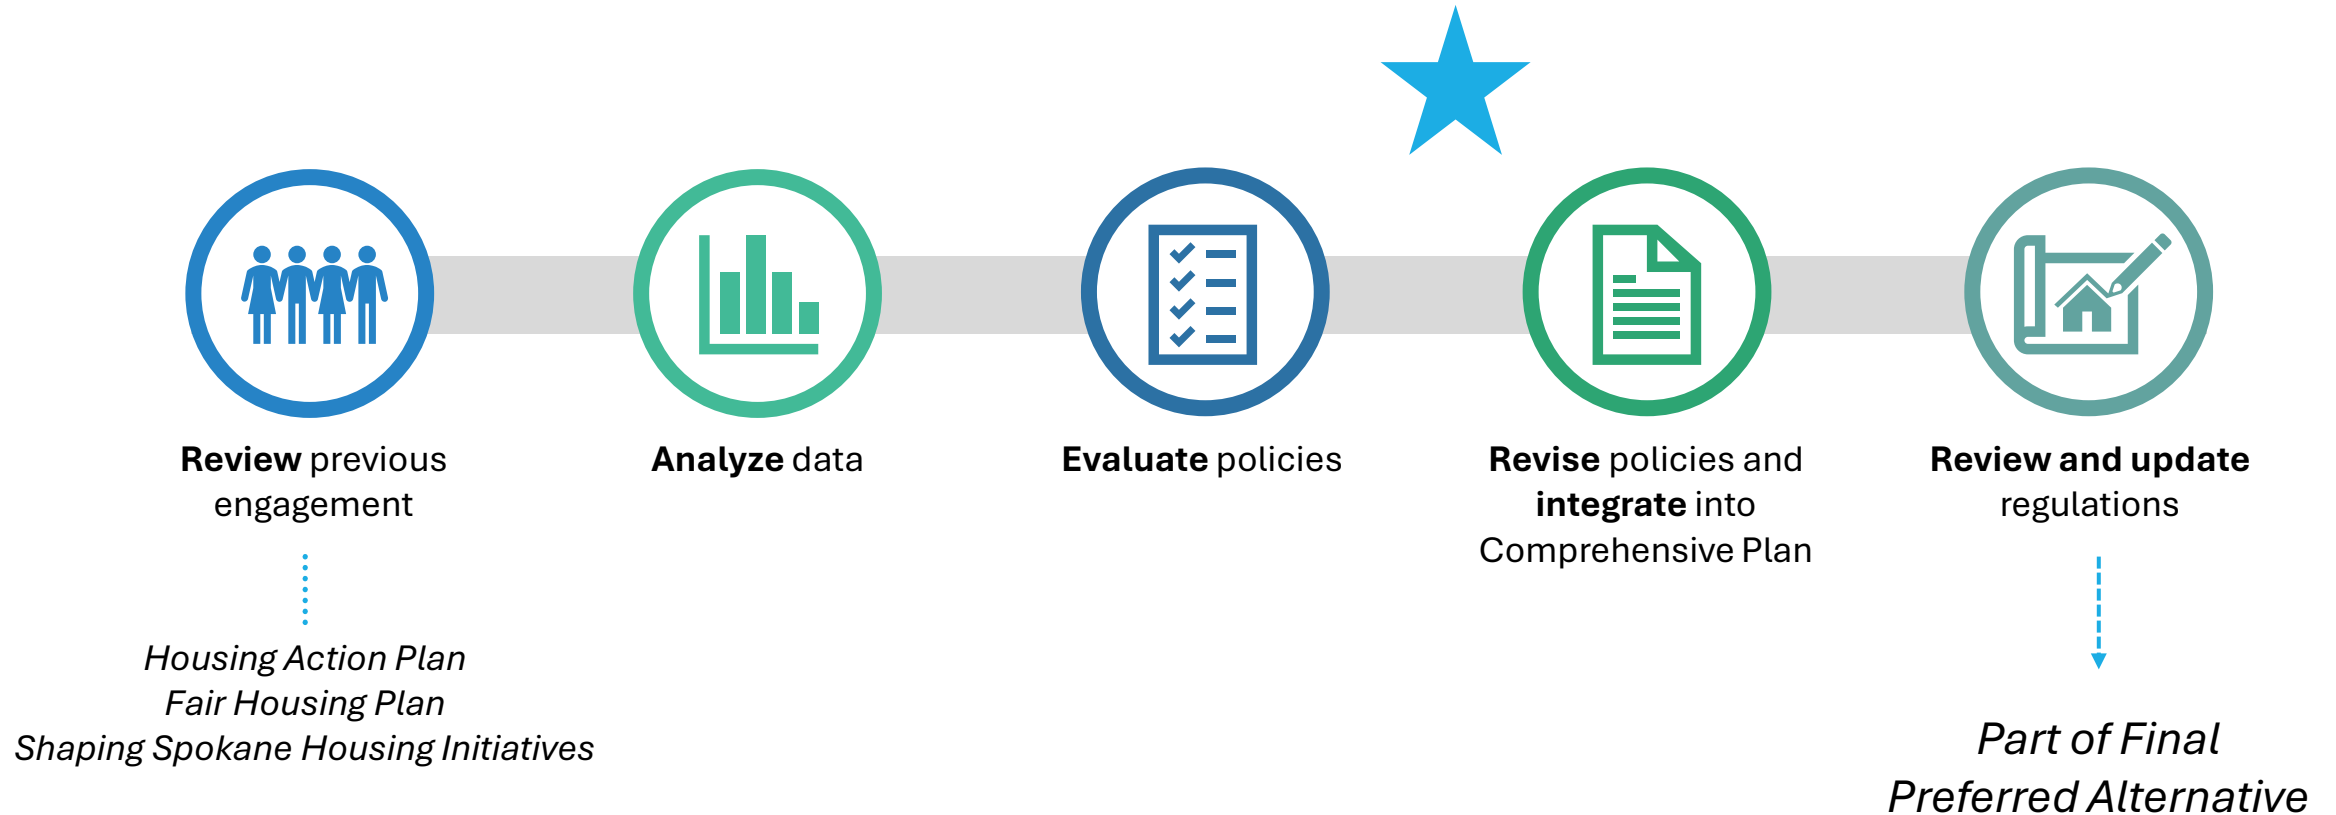 Review previous
engagement
Analyze data
Evaluate policies
Revise policies and
integrate into
Comprehensive Plan
Review and update
regulations
Housing Action Plan
Fair Housing Plan
Shaping Spokane Housing Initiatives
Part of Final
Preferred Alternative